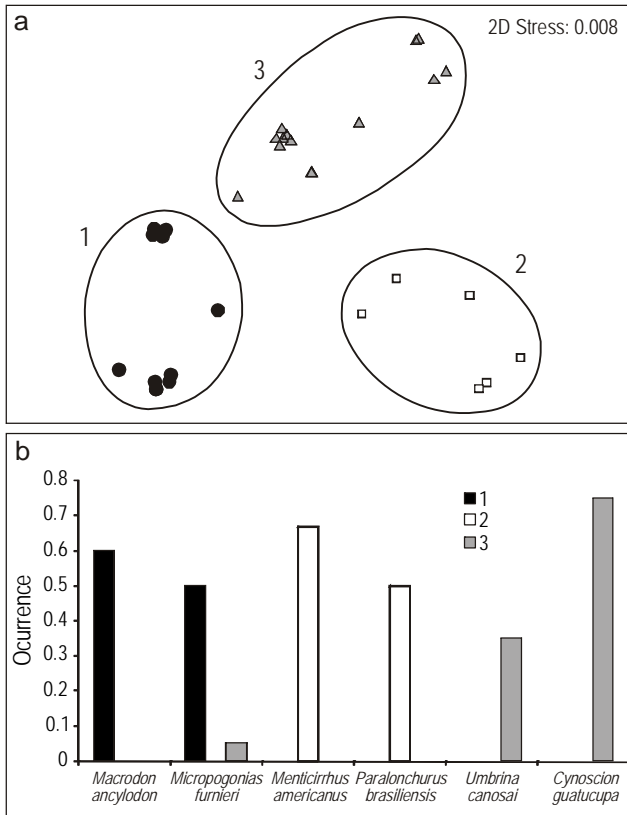 a
2D Stress: 0.008
3
1
2
b
0.8
0.7
0.6
0.5
0.4
0.3
0.2
0.1
0
Ocurrence
1
2
3
Macrodon
ancylodon
Micropogonias
furnieri
Menticirrhus
americanus
Paralonchurus
brasiliensis
Umbrina
canosai
Cynoscion
guatucupa